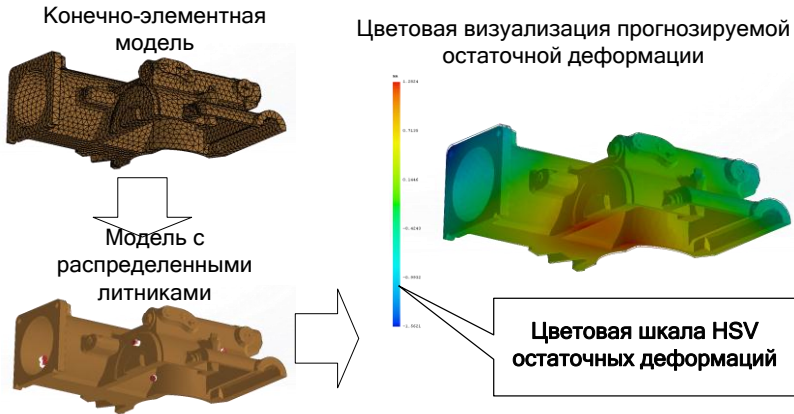 Конечно-элементная
модель
Цветовая визуализация прогнозируемой
остаточной деформации
Модель с
распределенными
литниками
Цветовая шкала HSV
остаточных деформаций